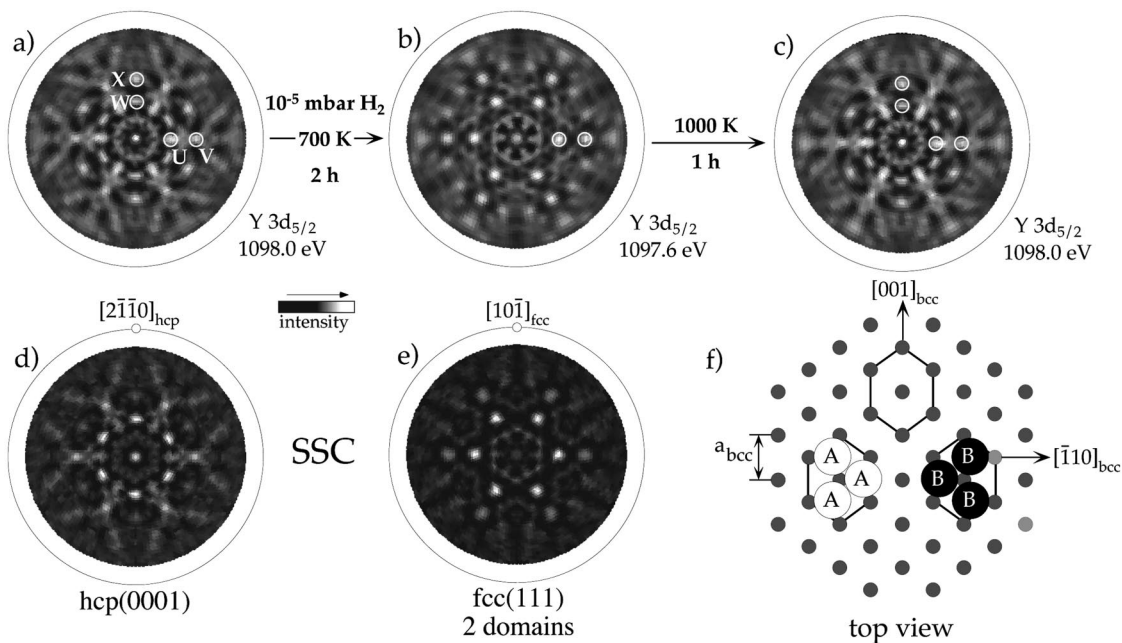 a)
X
W
U V
Y 3d5/2
1098.0 eV
10-5 mbar H2
700 K
2 h
b)
Y 3d5/2
1097.6 eV
1000 K
1 h
c)
Y 3d5/2
1098.0 eV
[21̄1̄0]hcp
d)
hcp(0001)
intensity
SSC
[101̄]fcc
e)
fcc(111)
2 domains
[001]bcc
f)
abcc
A
A
A
B
B
B
[1̄10]bcc
top view